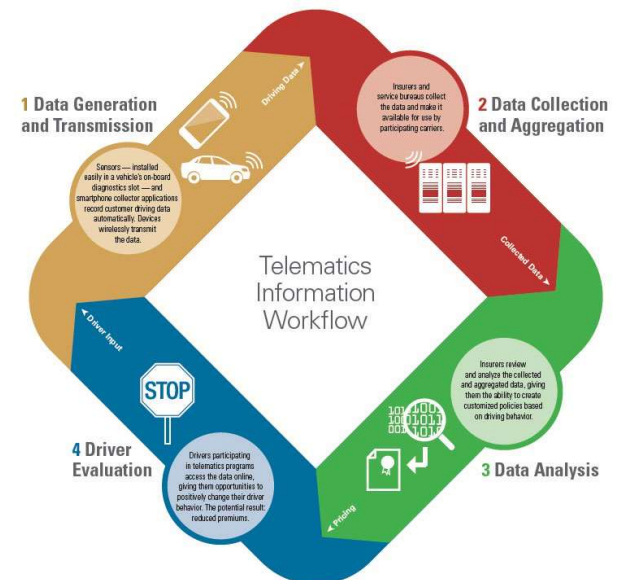 Telematics
Information
Workflow
1 Data Generation
and Transmission
Sensors — installed
easily in a vehicle's on-board
diagnostics slot — and
smartphone collector applications
record customer driving data
automatically. Devices
wirelessly transmit
the data.
Driving Data >
2 Data Collection
and Aggregation
Insurers and
service bureaus collect
the data and make it
available for use by
participating carriers.
Collected Data >
3 Data Analysis
Insurers review
and analyze the collected
and aggregated data, giving
them the ability to create
customized policies based
on driving behavior.
< Pricing
4 Driver
Evaluation
STOP
Drivers participating
in telematics programs
access the data online,
giving them opportunities to
positively change their driver
behavior. The potential result:
reduced premiums.
< Driver Input